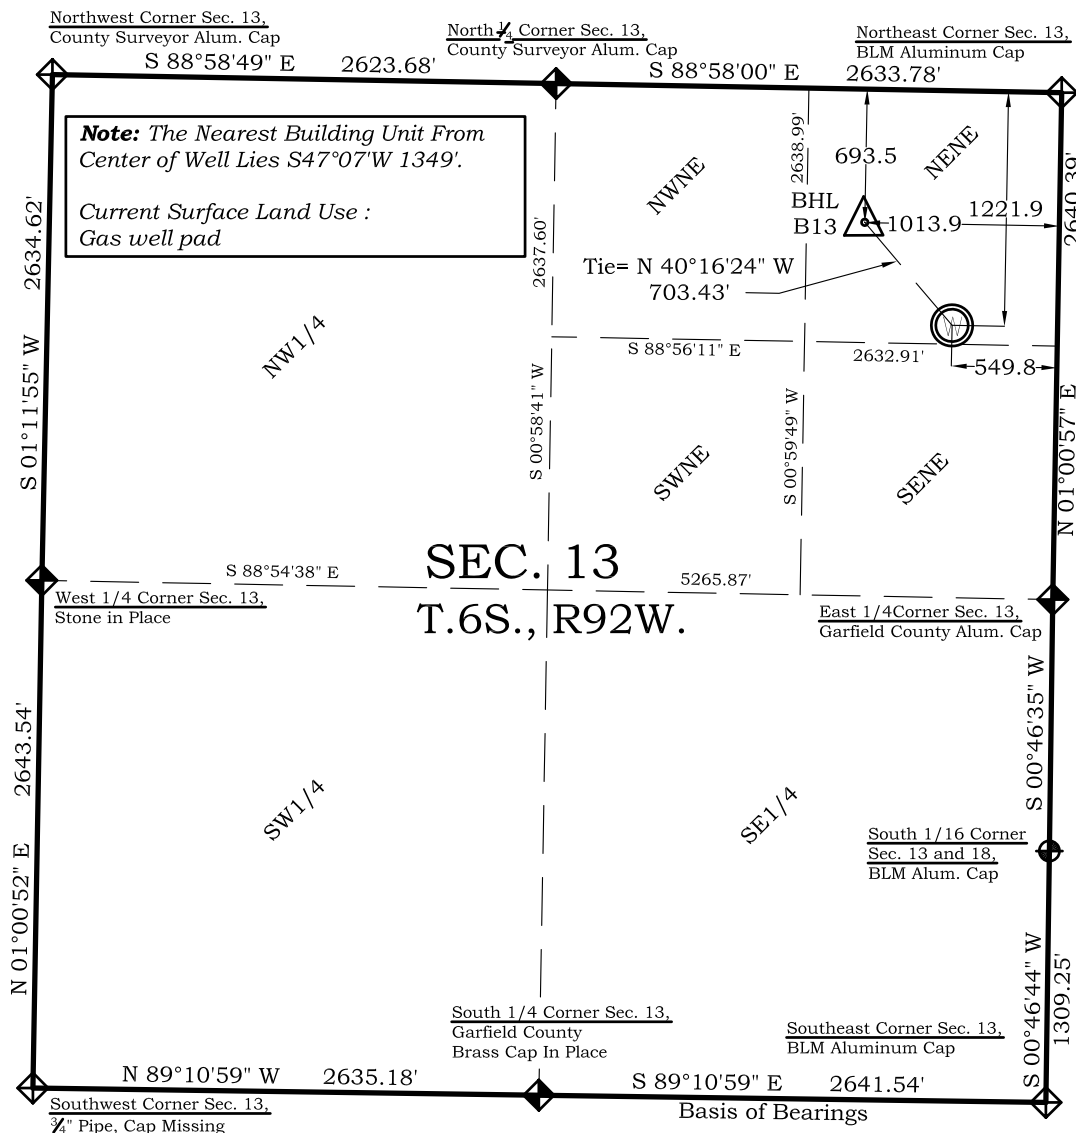 Northwest Corner Sec. 13,
County Surveyor Alum. Cap
North 1/4 Corner Sec. 13,
County Surveyor Alum. Cap
Northeast Corner Sec. 13,
BLM Aluminum Cap
S 88°58'49" E 2623.68'
S 88°58'00" E 2633.78'
Note: The Nearest Building Unit From
Center of Well Lies S47°07'W 1349'.
Current Surface Land Use :
Gas well pad
2634.62'
S 01°11'55" W
NW1/4
2637.60'
S 00°58'41" W
NWNE
2638.99'
S 00°59'49" W
693.5
NENE
BHL
B13
1013.9
1221.9
2640.39'
N 01°00'57" E
Tie= N 40°16'24" W
703.43'
W
S 88°56'11" E
2632.91'
549.8
SWNE
SENE
SEC. 13
T.6S., R92W.
S 88°54'38" E
5265.87'
West 1/4 Corner Sec. 13,
Stone in Place
East 1/4Corner Sec. 13,
Garfield County Alum. Cap
2643.54'
N 01°00'52" E
SW1/4
SE1/4
S 00°46'35" W
South 1/16 Corner
Sec. 13 and 18,
BLM Alum. Cap
S 00°46'44" W
1309.25'
South 1/4 Corner Sec. 13,
Garfield County
Brass Cap In Place
Southeast Corner Sec. 13,
BLM Aluminum Cap
N 89°10'59" W 2635.18'
S 89°10'59" E 2641.54'
Basis of Bearings
Southwest Corner Sec. 13,
3/4" Pipe, Cap Missing